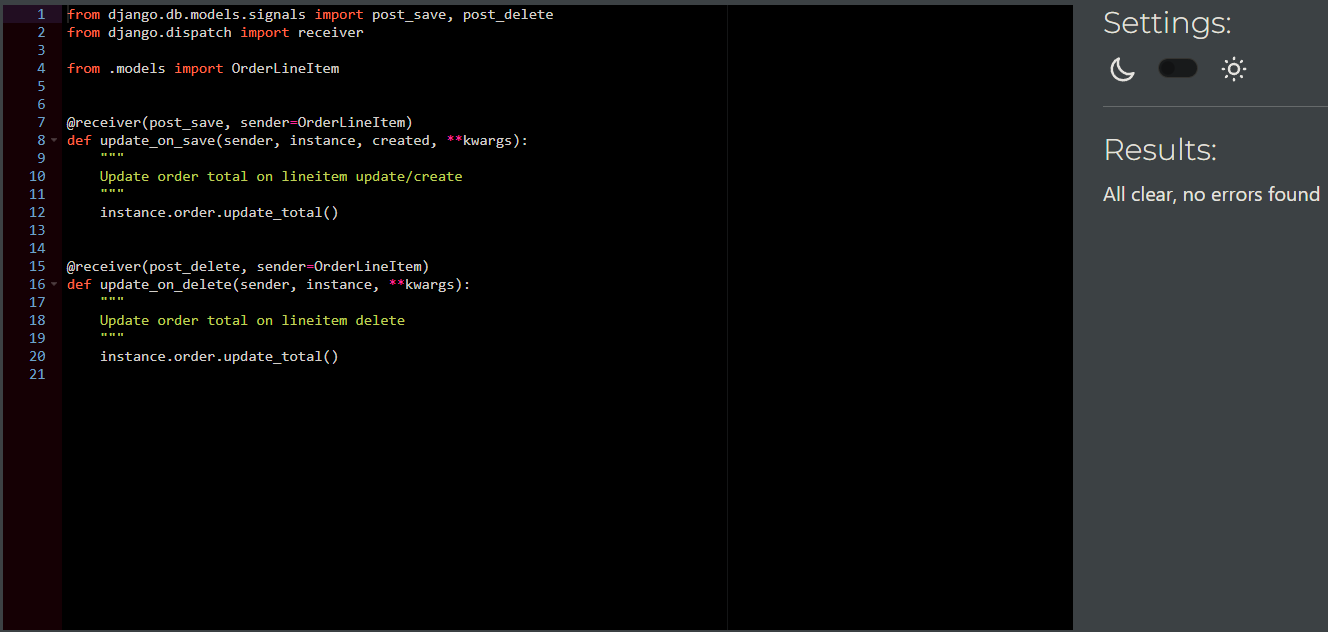 1 from django.db.models.signals import post_save, post_delete
2 from django.dispatch import receiver
3
4 from .models import OrderLineItem
5
6
7 @receiver(post_save, sender=OrderLineItem)
8 def update_on_save(sender, instance, created, **kwargs):
9     """
10     Update order total on lineitem update/create
11     """
12     instance.order.update_total()
13
14
15 @receiver(post_delete, sender=OrderLineItem)
16 def update_on_delete(sender, instance, **kwargs):
17     """
18     Update order total on lineitem delete
19     """
20     instance.order.update_total()
21
Settings:
Results:
All clear, no errors found